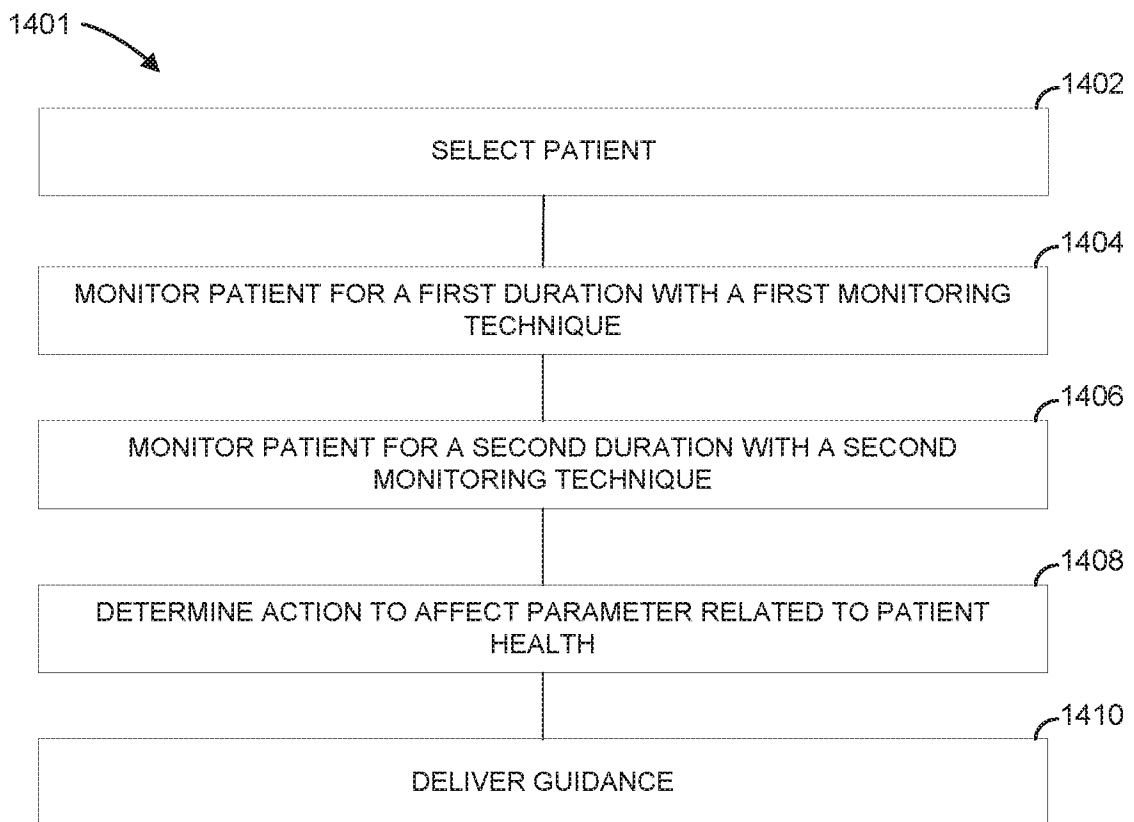 1401
1402
SELECT PATIENT
1404
MONITOR PATIENT FOR A FIRST DURATION WITH A FIRST MONITORING
TECHNIQUE
1406
MONITOR PATIENT FOR A SECOND DURATION WITH A SECOND
MONITORING TECHNIQUE
1408
DETERMINE ACTION TO AFFECT PARAMETER RELATED TO PATIENT
HEALTH
1410
DELIVER GUIDANCE